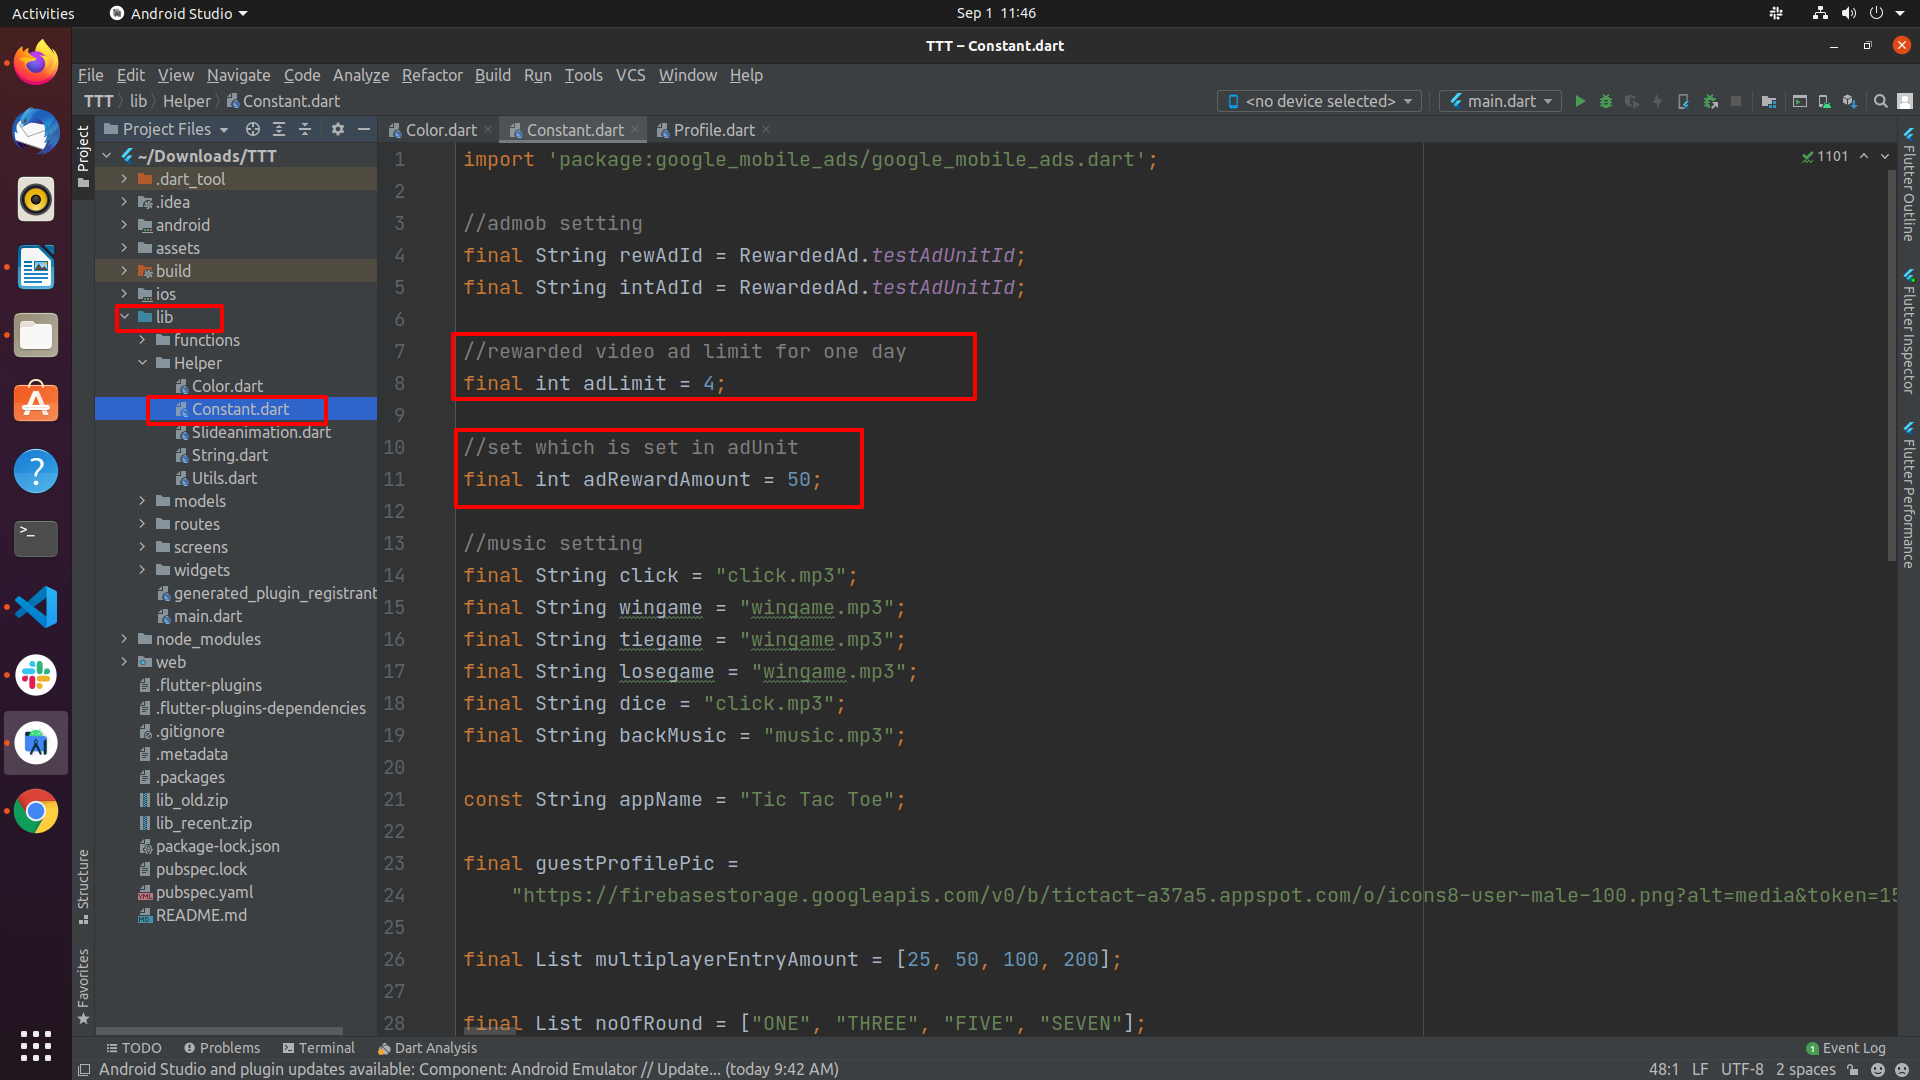 Activities
Android Studio
Sep 1 11:46
TTT – Constant.dart
File Edit View Navigate Code Analyze Refactor Build Run Tools VCS Window Help
TTT lib Helper Constant.dart
<no device selected>
main.dart
Project
Project Files
Color.dart
Constant.dart
Profile.dart
~/Downloads/TTT
.dart_tool
.idea
android
assets
build
ios
lib
functions
Helper
Color.dart
Constant.dart
Slideanimation.dart
String.dart
Utils.dart
models
routes
screens
widgets
generated_plugin_registrant
main.dart
node_modules
web
.flutter-plugins
.flutter-plugins-dependencies
.gitignore
.metadata
.packages
lib_old.zip
lib_recent.zip
package-lock.json
pubspec.lock
pubspec.yaml
README.md
Structure
Favorites
1 import 'package:google_mobile_ads/google_mobile_ads.dart';
2
3 //admob setting
4 final String rewAdId = RewardedAd.testAdUnitId;
5 final String intAdId = RewardedAd.testAdUnitId;
6
7 //rewarded video ad limit for one day
8 final int adLimit = 4;
9
10 //set which is set in adUnit
11 final int adRewardAmount = 50;
12
13 //music setting
14 final String click = "click.mp3";
15 final String wingame = "wingame.mp3";
16 final String tiegame = "wingame.mp3";
17 final String losegame = "wingame.mp3";
18 final String dice = "click.mp3";
19 final String backMusic = "music.mp3";
20
21 const String appName = "Tic Tac Toe";
22
23 final guestProfilePic =
24 "https://firebasestorage.googleapis.com/v0/b/tictact-a37a5.appspot.com/o/icons8-user-male-100.png?alt=media&token=15
25
26 final List multiplayerEntryAmount = [25, 50, 100, 200];
27
28 final List noOfRound = ["ONE", "THREE", "FIVE", "SEVEN"];
1101
Flutter Outline
Flutter Inspector
Flutter Performance
TODO
Problems
Terminal
Dart Analysis
1 Event Log
Android Studio and plugin updates available: Component: Android Emulator // Update... (today 9:42 AM)
48:1 LF UTF-8 2 spaces